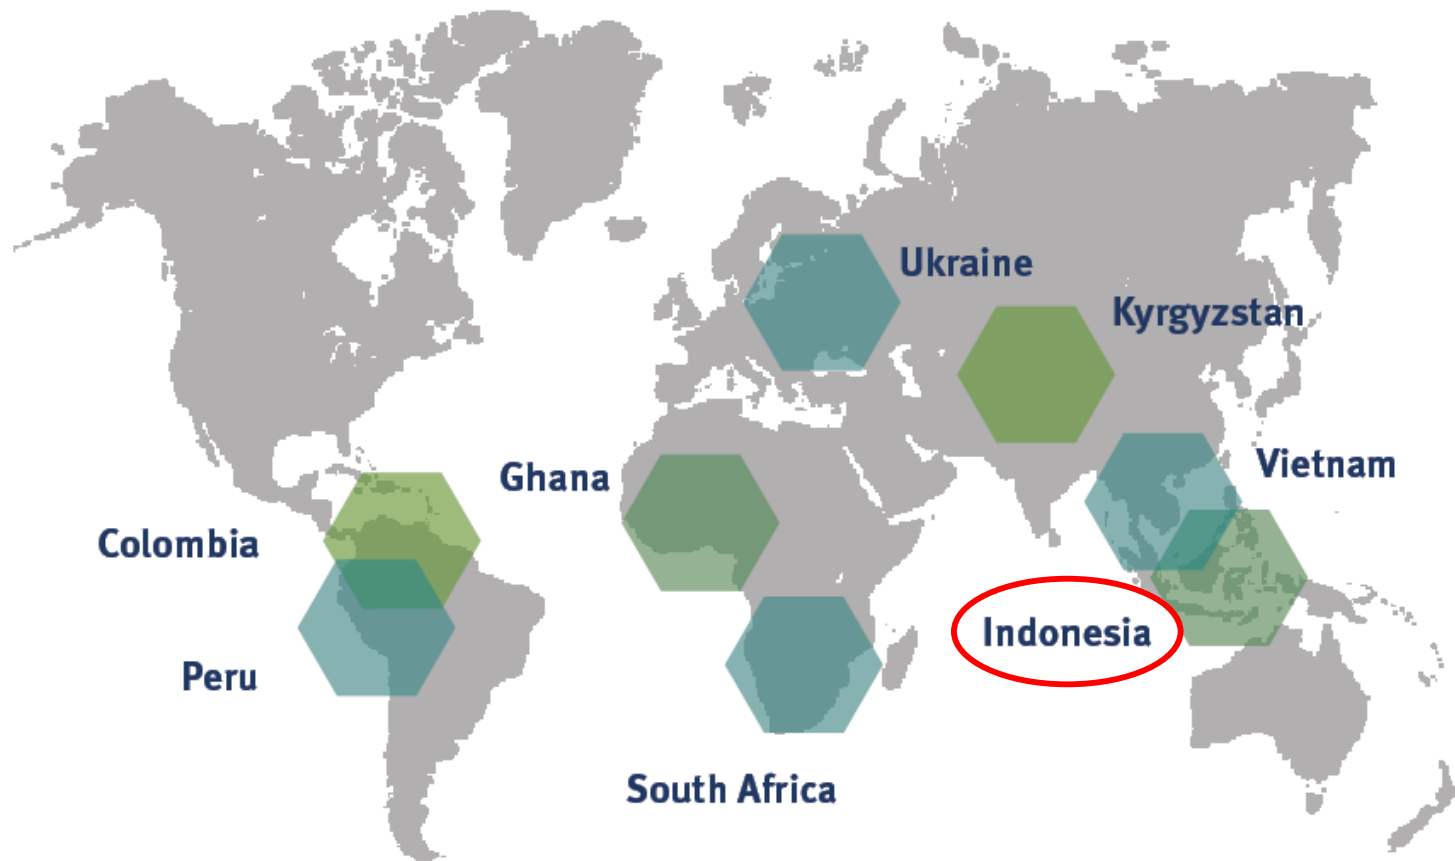 Ukraine
Kyrgyzstan
Vietnam
Ghana
Colombia
Indonesia
Peru
South Africa